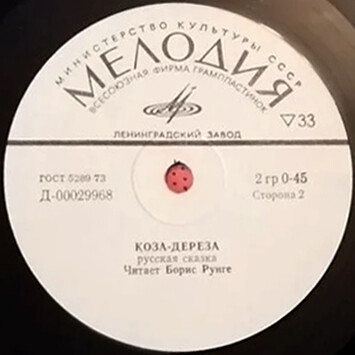 МИНИСТЕРСТВО КУЛЬТУРЫ СССР
МЕЛОДИЯ
ВСЕСОЮЗНАЯ ФИРМА ГРАМПЛАСТИНОК
▽33
ЛЕНИНГРАДСКИЙ ЗАВОД
ГОСТ 5289-73
2 гр 0-45
Д-00029968
Сторона 2
КОЗА-ДЕРЕЗА
русская сказка
Читает Борис Рунге